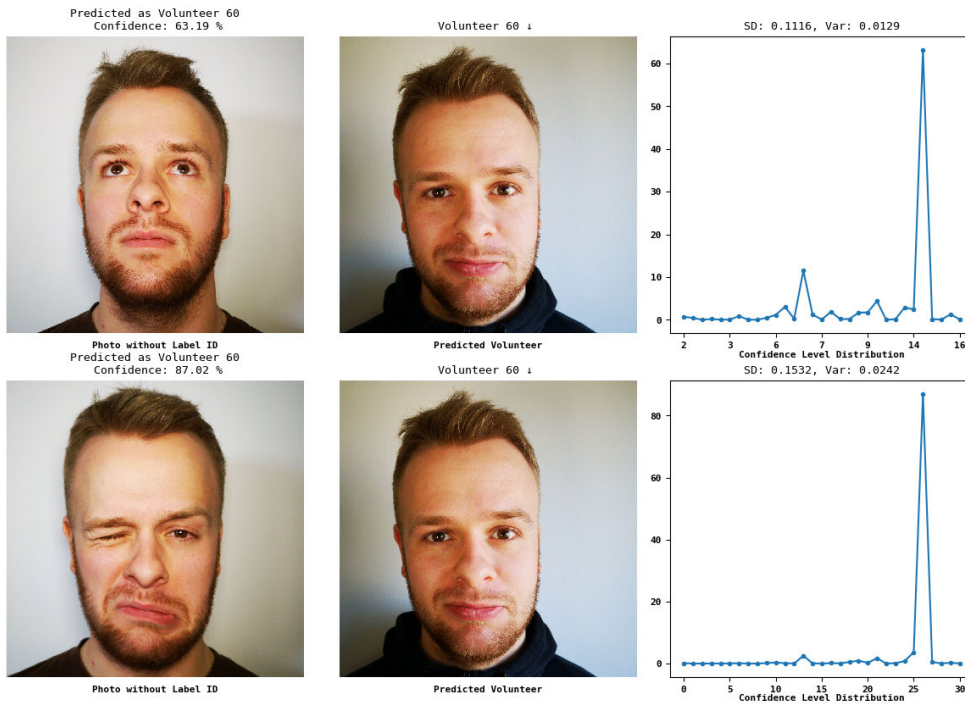 Predicted as Volunteer 60
Confidence: 63.19 %
Volunteer 60 ↓
SD: 0.1116, Var: 0.0129
60
50
40
30
20
10
0
2 3 6 7 9 14 16
Photo without Label ID
Predicted Volunteer
Confidence Level Distribution
Predicted as Volunteer 60
Confidence: 87.02 %
Volunteer 60 ↓
SD: 0.1532, Var: 0.0242
80
60
40
20
0
0 5 10 15 20 25 30
Photo without Label ID
Predicted Volunteer
Confidence Level Distribution